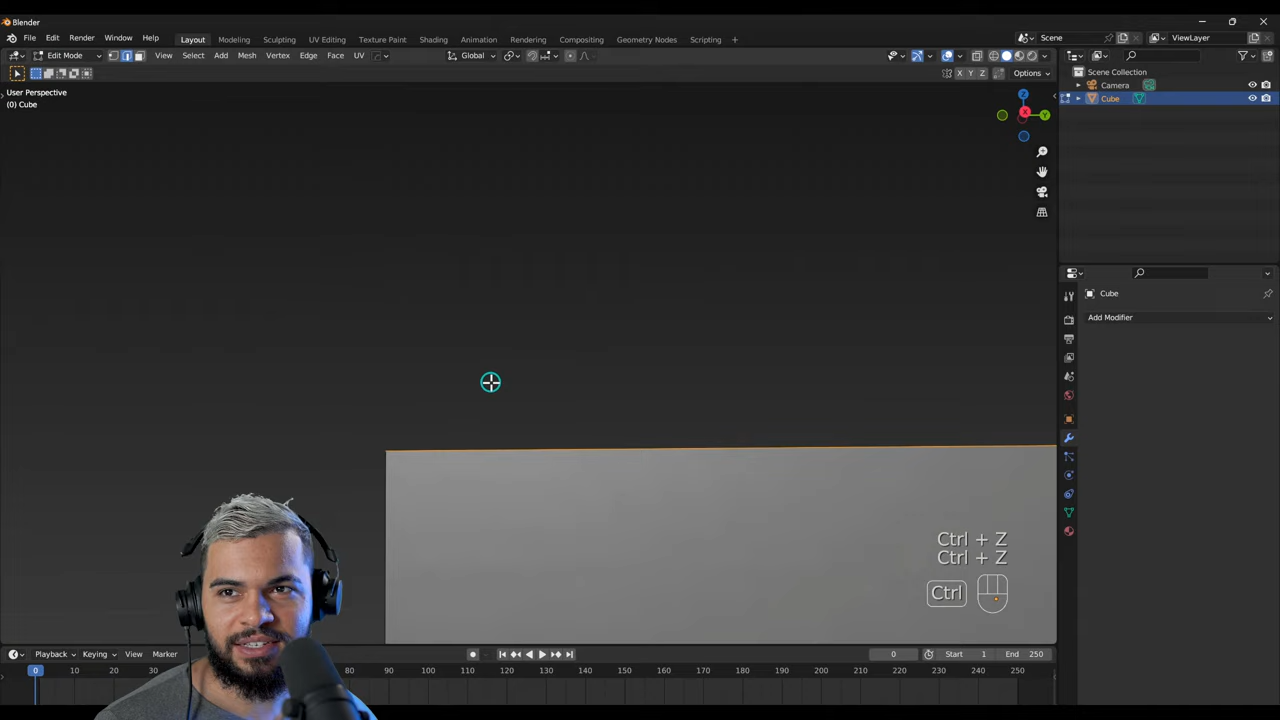 Blender
File Edit Render Window Help
Layout Modeling Sculpting UV Editing Texture Paint Shading Animation Rendering Compositing Geometry Nodes Scripting +
Scene
ViewLayer
Edit Mode
View Select Add Mesh Vertex Edge Face UV
Global
X Y Z
Options
User Perspective
(0) Cube
Z
X
Y
Scene Collection
Camera
Cube
Cube
Add Modifier
Ctrl + Z
Ctrl + Z
Ctrl
Playback Keying View Marker
0
Start 1
End 250
0
80 90 100 110 120 130 140 150 160 170 180 190 200 210 220 230 240 250